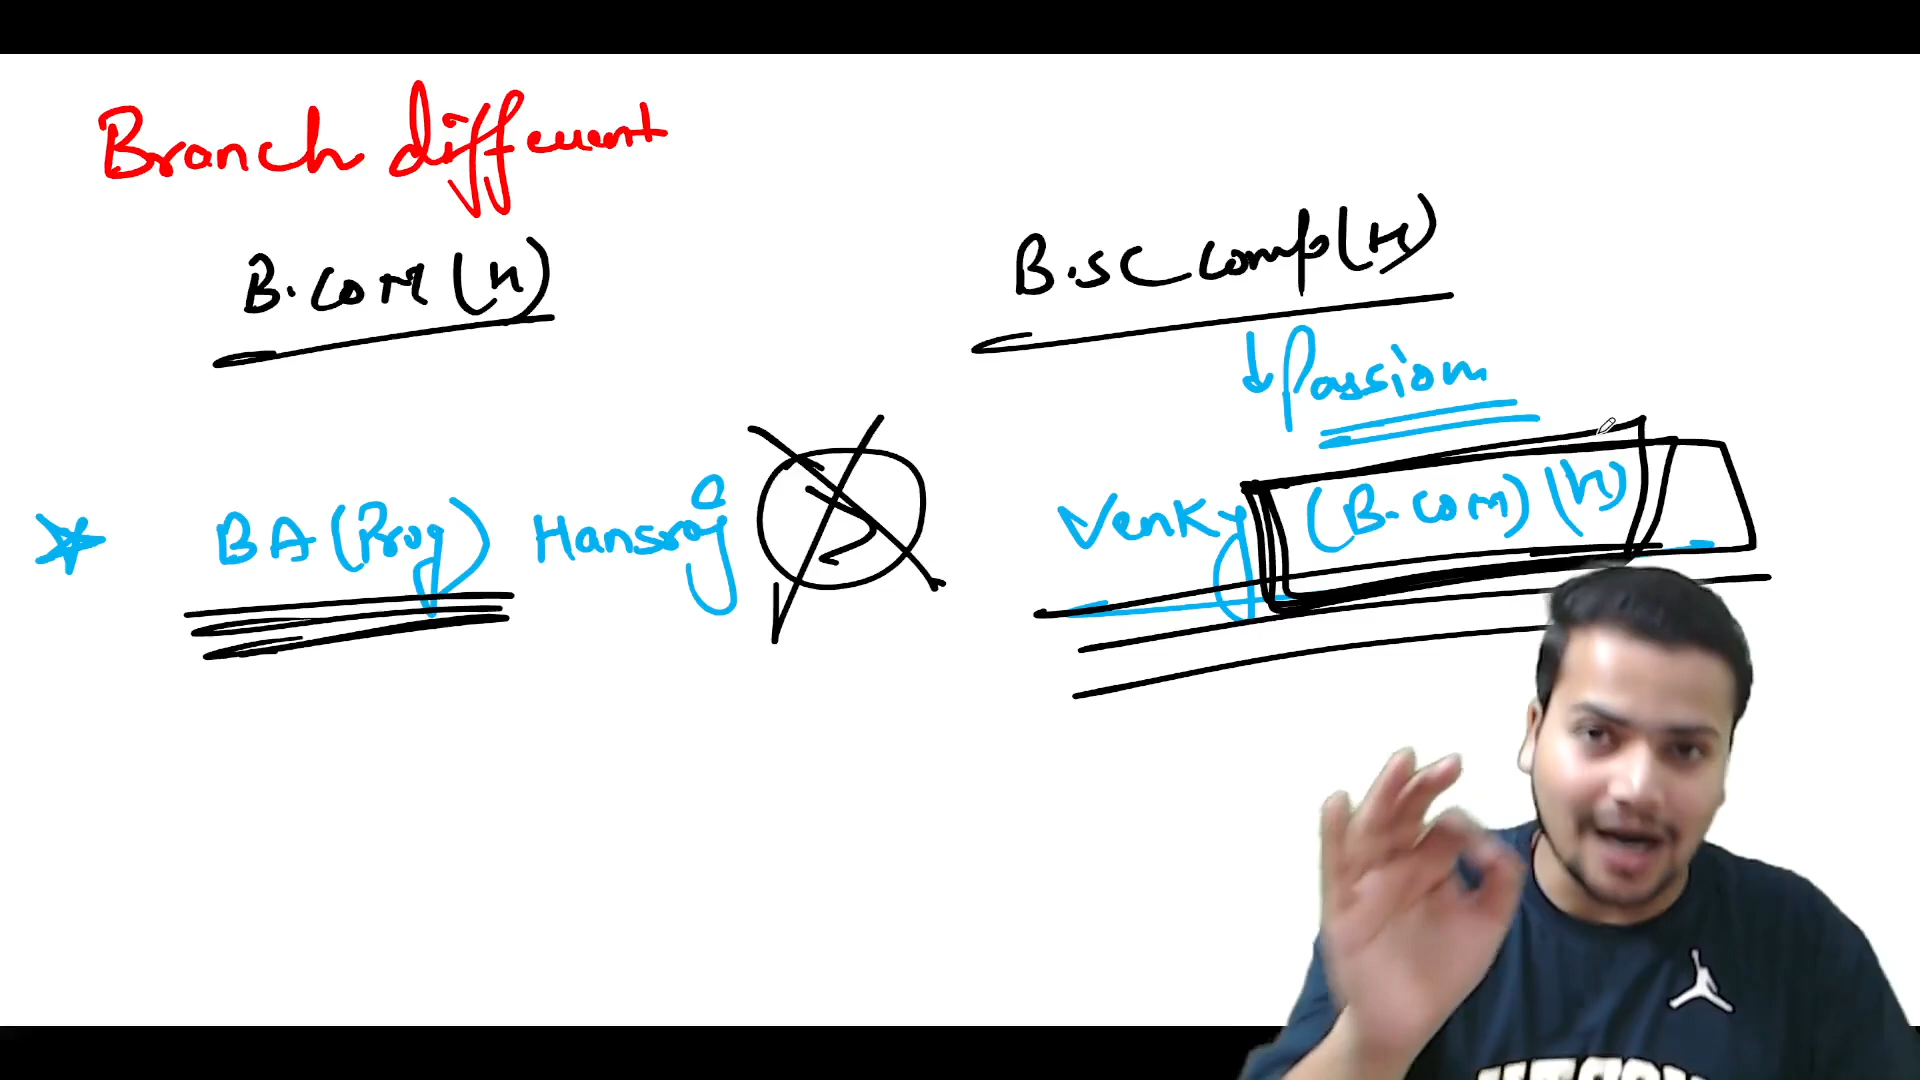 Branch different
B.COM (H)
B.SC Comp (H)
↓ Passion
BA (Prog) Hansraj
Venky (B.COM) (H)